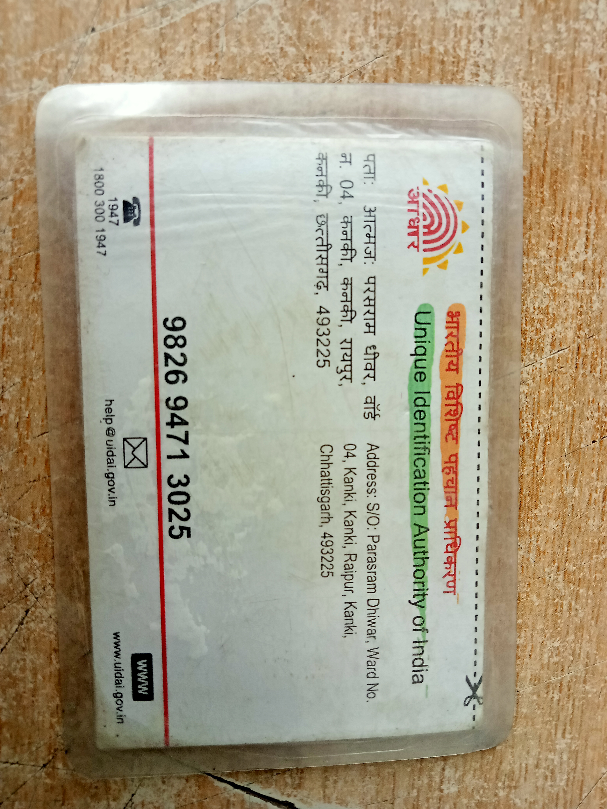 आधार
भारतीय विशिष्ट पहचान प्राधिकरण
Unique Identification Authority of India
पता: आत्मज: परसराम धीवर, वॉर्ड
न. 04, कनकी, कनकी, रायपुर,
कनकी, छत्तीसगढ़, 493225
Address: S/O: Parasram Dhiwar, Ward No.
04, Kanki, Kanki, Raipur, Kanki,
Chhattisgarh, 493225
9826 9471 3025
1947
1800 300 1947
help@uidai.gov.in
www
www.uidai.gov.in